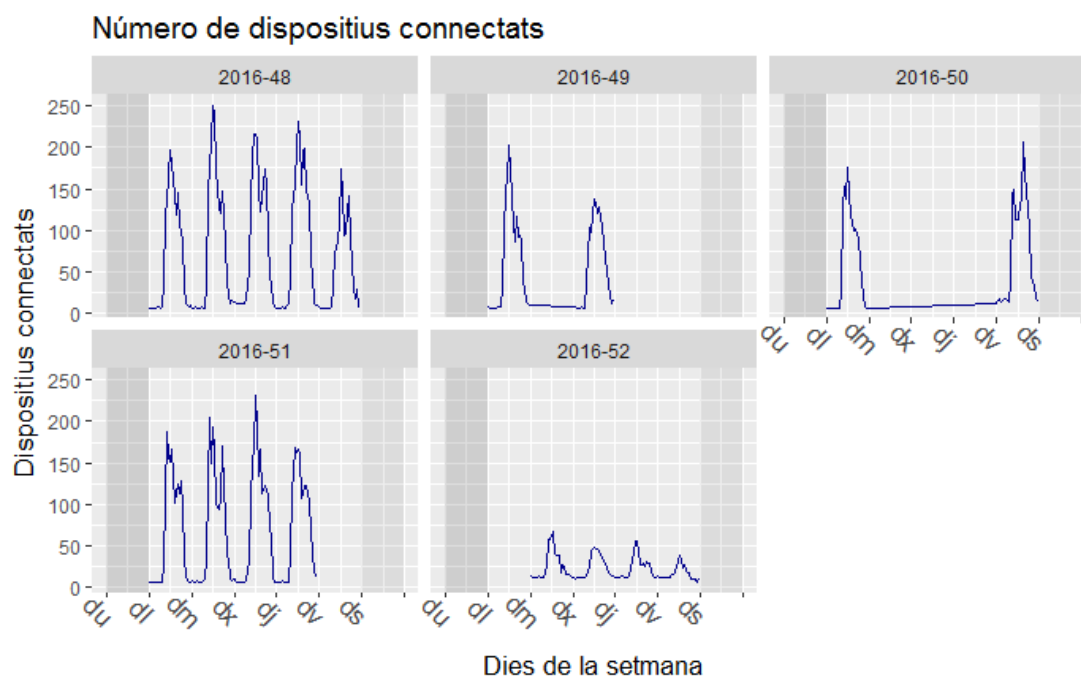 Número de dispositius connectats
2016-48
2016-49
2016-50
250
200
150
100
50
0
du
dl
dm
dx
dj
dv
ds
2016-51
2016-52
250
200
150
100
50
0
du
dl
dm
dx
dj
dv
ds
du
dl
dm
dx
dj
dv
ds
Dispositius connectats
Dies de la setmana